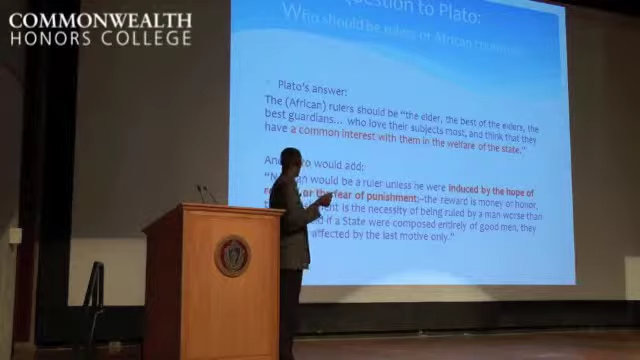 COMMONWEALTH
HONORS COLLEGE
Question to Plato:
Who should be rulers of African
Plato's answer:
The (African) rulers should be "the elder, the best of the elders, the
best guardians... who love their subjects most, and think that they
have a common interest with them in the welfare of the state."
would add:
would be a ruler unless he were induced by the hope of
or the fear of punishment;–the reward is money or honor,
is the necessity of being ruled by a man worse than
if a State were composed entirely of good men, they
affected by the last motive only."